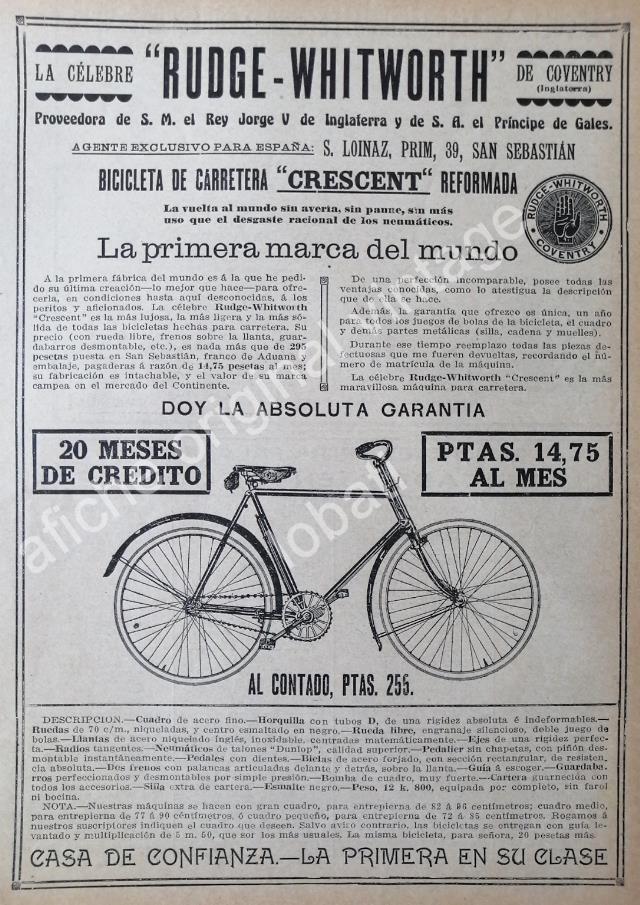 LA CÉLEBRE "RUDGE-WHITWORTH" DE COVENTRY
(Inglaterra)
Proveedora de S. M. el Rey Jorge V de Inglaterra y de S. A. el Príncipe de Gales.
AGENTE EXCLUSIVO PARA ESPAÑA: S. LOINAZ, PRIM, 39, SAN SEBASTIÁN
BICICLETA DE CARRETERA "CRESCENT" REFORMADA
La vuelta al mundo sin avería, sin panne, sin más
uso que el desgaste racional de los neumáticos.
RUDGE-WHITWORTH
COVENTRY
La primera marca del mundo
A la primera fábrica del mundo es á la que he pedi-
do su última creación—lo mejor que hace—para ofre-
cerla, en condiciones hasta aquí desconocidas, á los
peritos y aficionados. La célebre Rudge-Whitworth
"Crescent" es la más lujosa, la más ligera y la más só-
lida de todas las bicicletas hechas para carretera. Su
precio (con rueda libre, frenos sobre la llanta, guar-
dabarros desmontable, etc.), es nada más que de 295
pesetas puesta en San Sebastián, franco de Aduana y
embalaje, pagaderas á razón de 14,75 pesetas al mes;
su fabricación es intachable, y el valor de su marca
campea en el mercado del Continente.
De una perfección incomparable, posee todas las
ventajas conocidas, como lo atestigua la descripción
que de ella se hace.
Además, la garantía que ofrezco es única, un año
para todos los juegos de bolas de la bicicleta, el cuadro
y demás partes metálicas (silla, cadena y muelles).
Durante ese tiempo reemplazo todas las piezas de-
fectuosas que me fueren devueltas, recordando el nú-
mero de matrícula de la máquina.
La célebre Rudge-Whitworth "Crescent" es la más
maravillosa máquina para carretera.
DOY LA ABSOLUTA GARANTIA
20 MESES
DE CREDITO
PTAS. 14,75
AL MES
AL CONTADO, PTAS. 255.
DESCRIPCION.—Cuadro de acero fino.—Horquilla con tubos D, de una rigidez absoluta é indeformables.—
Ruedas de 70 c/m., niqueladas, y centro esmaltado en negro.—Rueda libre, engranaje silencioso, doble juego de
bolas.—Llantas de acero niquelado Inglés, inoxidable, centradas matemáticamente.—Ejes de una rigidez perfec-
ta.—Radios tangentes.—Neumáticos de talones "Dunlop", calidad superior.—Pedalier sin chapetas, con piñón des-
montable instantáneamente.—Pedales con dientes.—Bielas de acero forjado, con sección rectangular, de resisten-
cia absoluta.—Dos frenos con palancas articuladas delante y detrás, sobre la llanta.—Guía á escoger.—Guardaba-
rros perfeccionados y desmontables por simple presión.—Bomba de cuadro, muy fuerte.—Cartera guarnecida con
todos los accesorios.—Silla extra de cartera.—Esmalte negro.—Peso, 12 k. 800, equipada por completo, sin farol
ni bocina.
NOTA.—Nuestras máquinas se hacen con gran cuadro, para entrepierna de 82 á 96 centímetros; cuadro medio,
para entrepierna de 77 á 90 céntimetros, ó cuadro pequeño, para entrepierna de 72 á 85 centímetros. Rogamos á
nuestros suscriptores indiquen el cuadro que deseen. Salvo aviso contrario, las bicicletas se entregan con guía le-
vantado y multiplicación de 5 m. 50, que son los más usuales. La misma bicicleta, para señora, 20 pesetas más.
CASA DE CONFIANZA.—LA PRIMERA EN SU CLASE